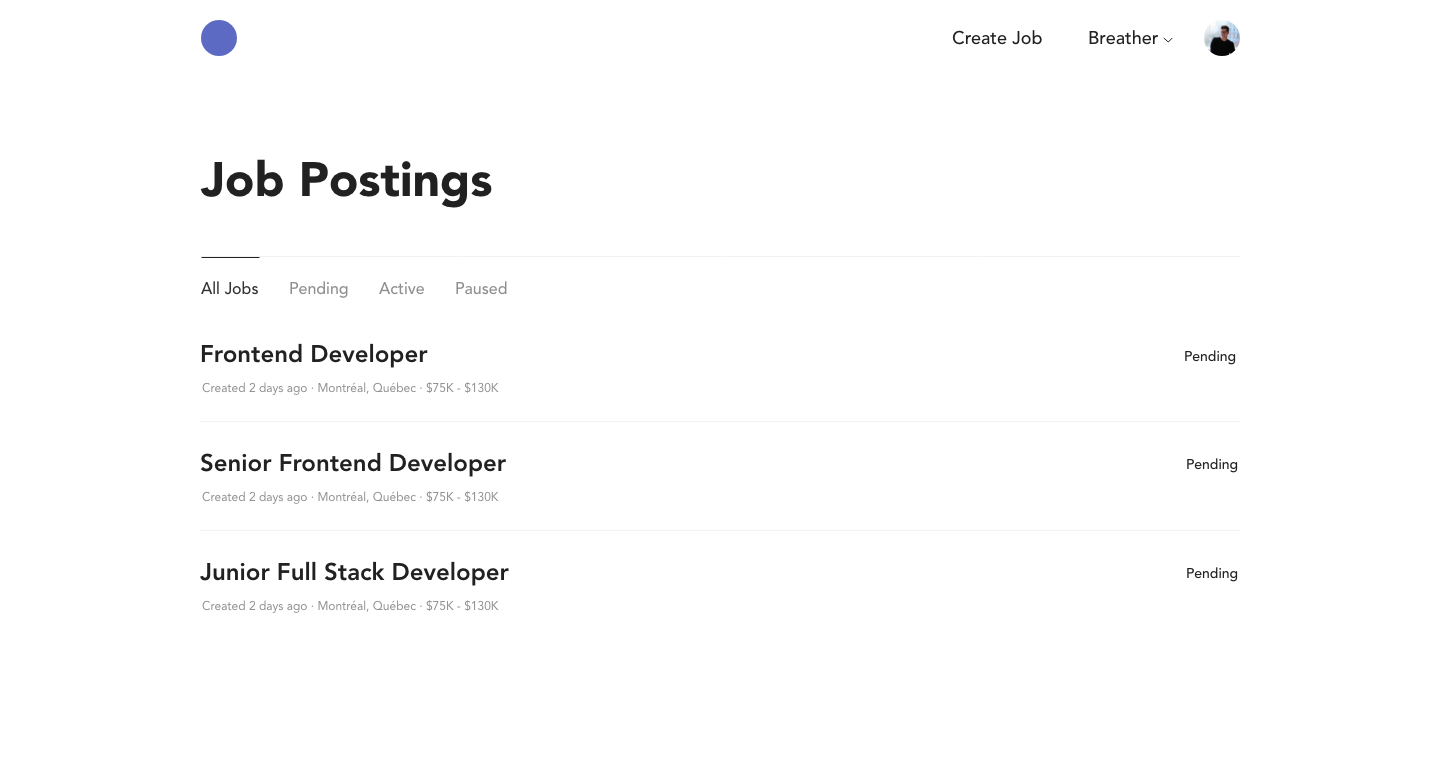 Create Job Breather
Job Postings
All Jobs Pending Active Paused
Frontend Developer Pending
Created 2 days ago · Montréal, Québec · $75K - $130K
Senior Frontend Developer Pending
Created 2 days ago · Montréal, Québec · $75K - $130K
Junior Full Stack Developer Pending
Created 2 days ago · Montréal, Québec · $75K - $130K